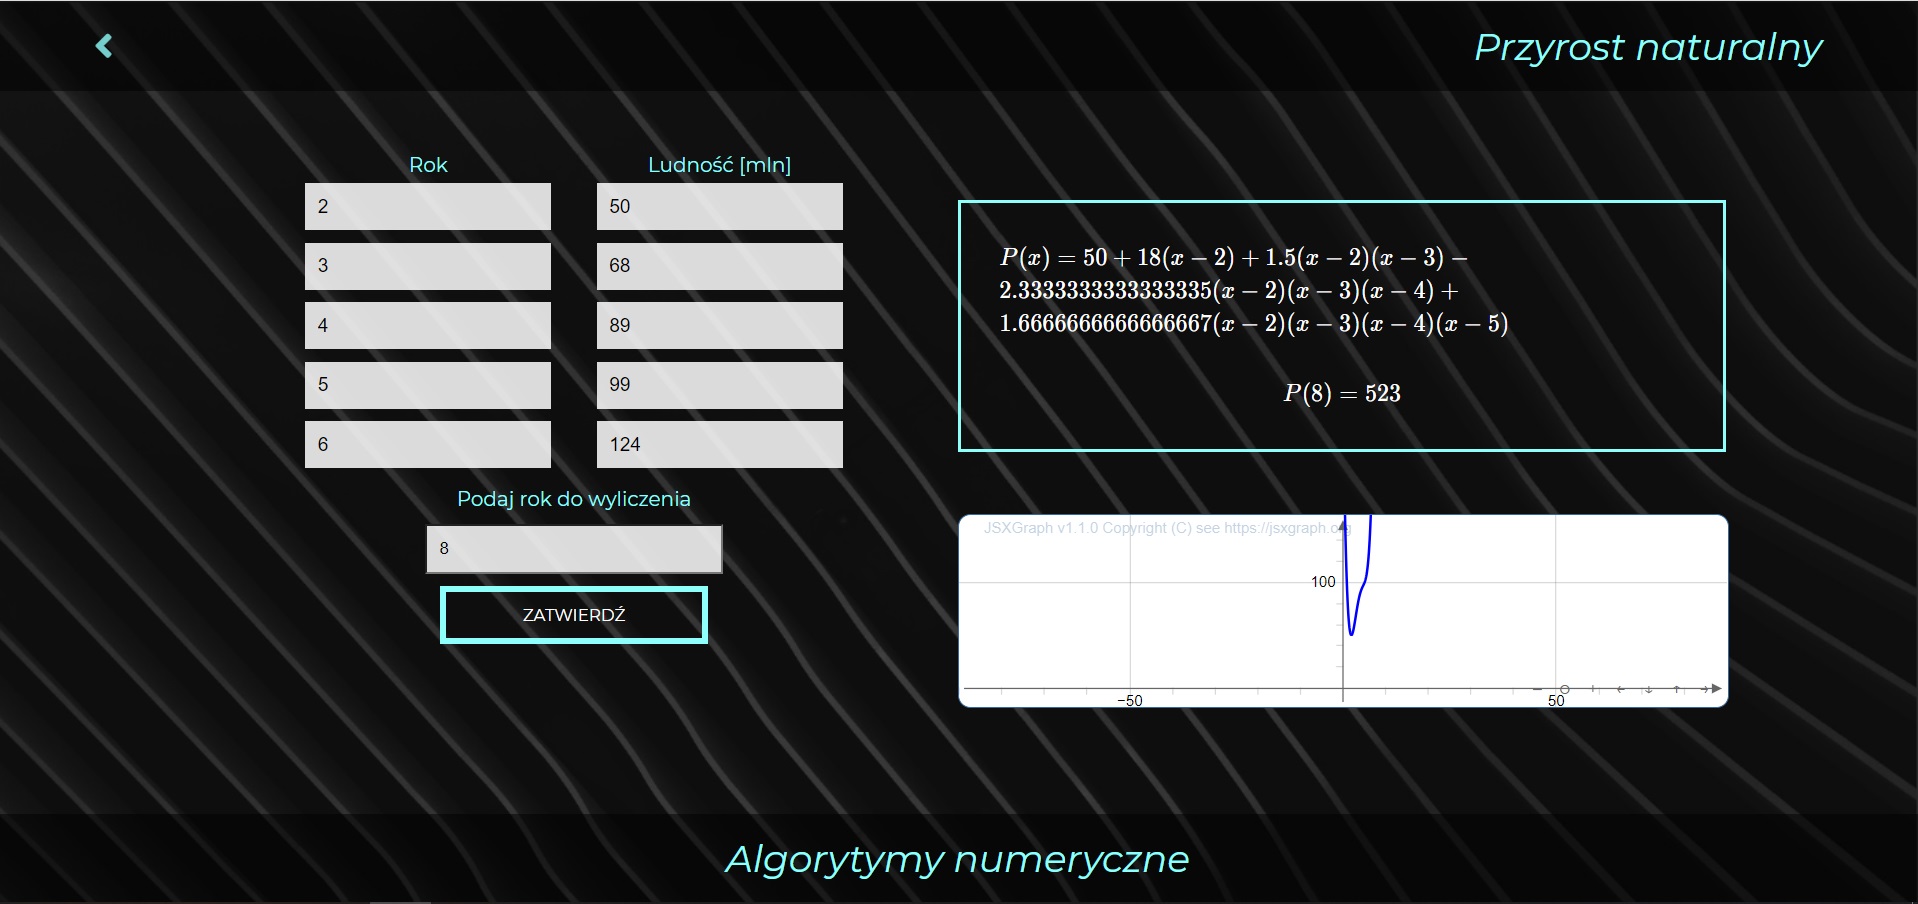 Przyrost naturalny
Rok
Ludność [mln]
2
50
3
68
4
89
5
99
6
124
Podaj rok do wyliczenia
8
ZATWIERDŹ
P(x) = 50 + 18(x − 2) + 1.5(x − 2)(x − 3) −
2.3333333333333335(x − 2)(x − 3)(x − 4) +
1.6666666666666667(x − 2)(x − 3)(x − 4)(x − 5)
P(8) = 523
JSXGraph v1.1.0 Copyright (C) see https://jsxgraph.org
100
−50
50
− o + ← ↓ ↑ →
Algorytymy numeryczne